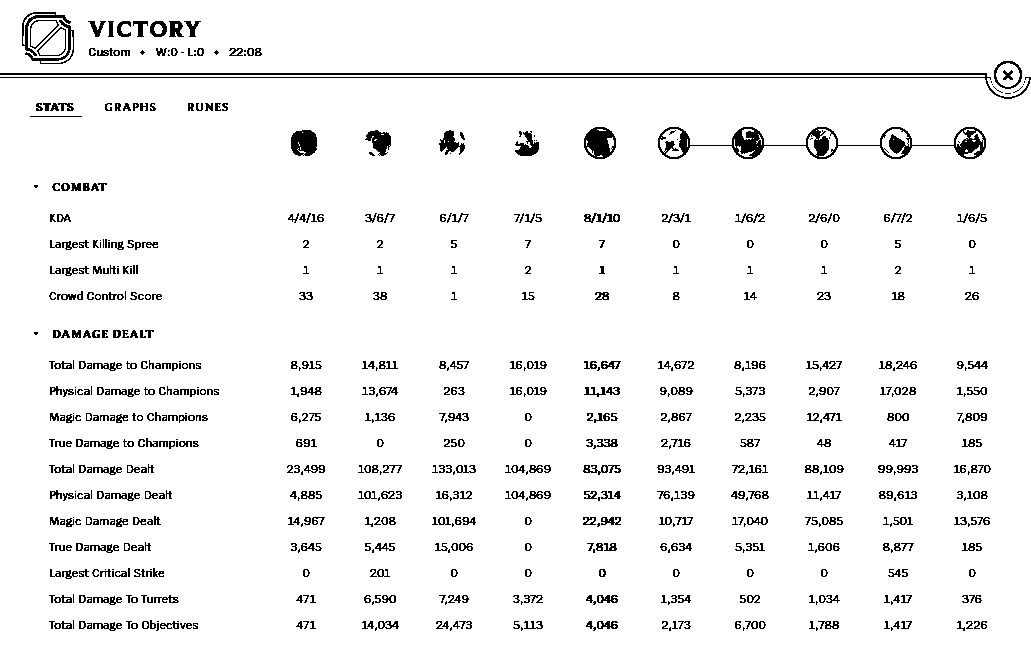 VICTORY
Custom • W:0 - L:0 • 22:08
STATS GRAPHS RUNES
COMBAT
KDA 4/4/16 3/6/7 6/1/7 7/1/5 8/1/10 2/3/1 1/6/2 2/6/0 6/7/2 1/6/5
Largest Killing Spree 2 2 5 7 7 0 0 0 5 0
Largest Multi Kill 1 1 1 2 1 1 1 1 2 1
Crowd Control Score 33 38 1 15 28 8 14 23 18 26
DAMAGE DEALT
Total Damage to Champions 8,915 14,811 8,457 16,019 16,647 14,672 8,196 15,427 18,246 9,544
Physical Damage to Champions 1,948 13,674 263 16,019 11,143 9,089 5,373 2,907 17,028 1,550
Magic Damage to Champions 6,275 1,136 7,943 0 2,165 2,867 2,235 12,471 800 7,809
True Damage to Champions 691 0 250 0 3,338 2,716 587 48 417 185
Total Damage Dealt 23,499 108,277 133,013 104,869 83,075 93,491 72,161 88,109 99,993 16,870
Physical Damage Dealt 4,885 101,623 16,312 104,869 52,314 76,139 49,768 11,417 89,613 3,108
Magic Damage Dealt 14,967 1,208 101,694 0 22,942 10,717 17,040 75,085 1,501 13,576
True Damage Dealt 3,645 5,445 15,006 0 7,818 6,634 5,351 1,606 8,877 185
Largest Critical Strike 0 201 0 0 0 0 0 0 545 0
Total Damage To Turrets 471 6,590 7,249 3,372 4,046 1,354 502 1,034 1,417 376
Total Damage To Objectives 471 14,034 24,473 5,113 4,046 2,173 6,700 1,788 1,417 1,226